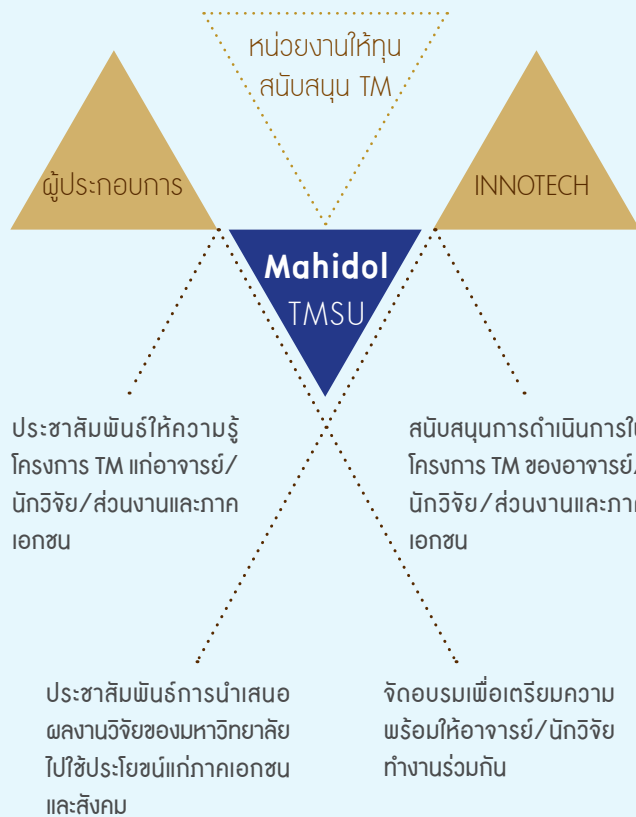 หน่วยงานให้ทุน
สนับสนุน TM
ผู้ประกอบการ
INNOTECH
Mahidol
TMSU
ประชาสัมพันธ์ให้ความรู้
โครงการ TM แก่อาจารย์/
นักวิจัย/ส่วนงานและภาค
เอกชน
สนับสนุนการดำเนินการใน
โครงการ TM ของอาจารย์/
นักวิจัย/ส่วนงานและภาค
เอกชน
ประชาสัมพันธ์การนำเสนอ
ผลงานวิจัยของมหาวิทยาลัย
ไปใช้ประโยชน์แก่ภาคเอกชน
และสังคม
จัดอบรมเพื่อเตรียมความ
พร้อมให้อาจารย์/นักวิจัย
ทำงานร่วมกัน